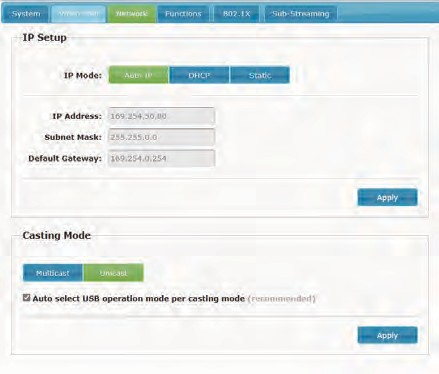 System Video Wall Network Functions 802.1X Sub-Streaming
IP Setup
IP Mode: Auto IP DHCP Static
IP Address: 169.254.50.80
Subnet Mask: 255.255.0.0
Default Gateway: 169.254.0.254
Apply
Casting Mode
Multicast Unicast
Auto select USB operation mode per casting mode (recommended)
Apply